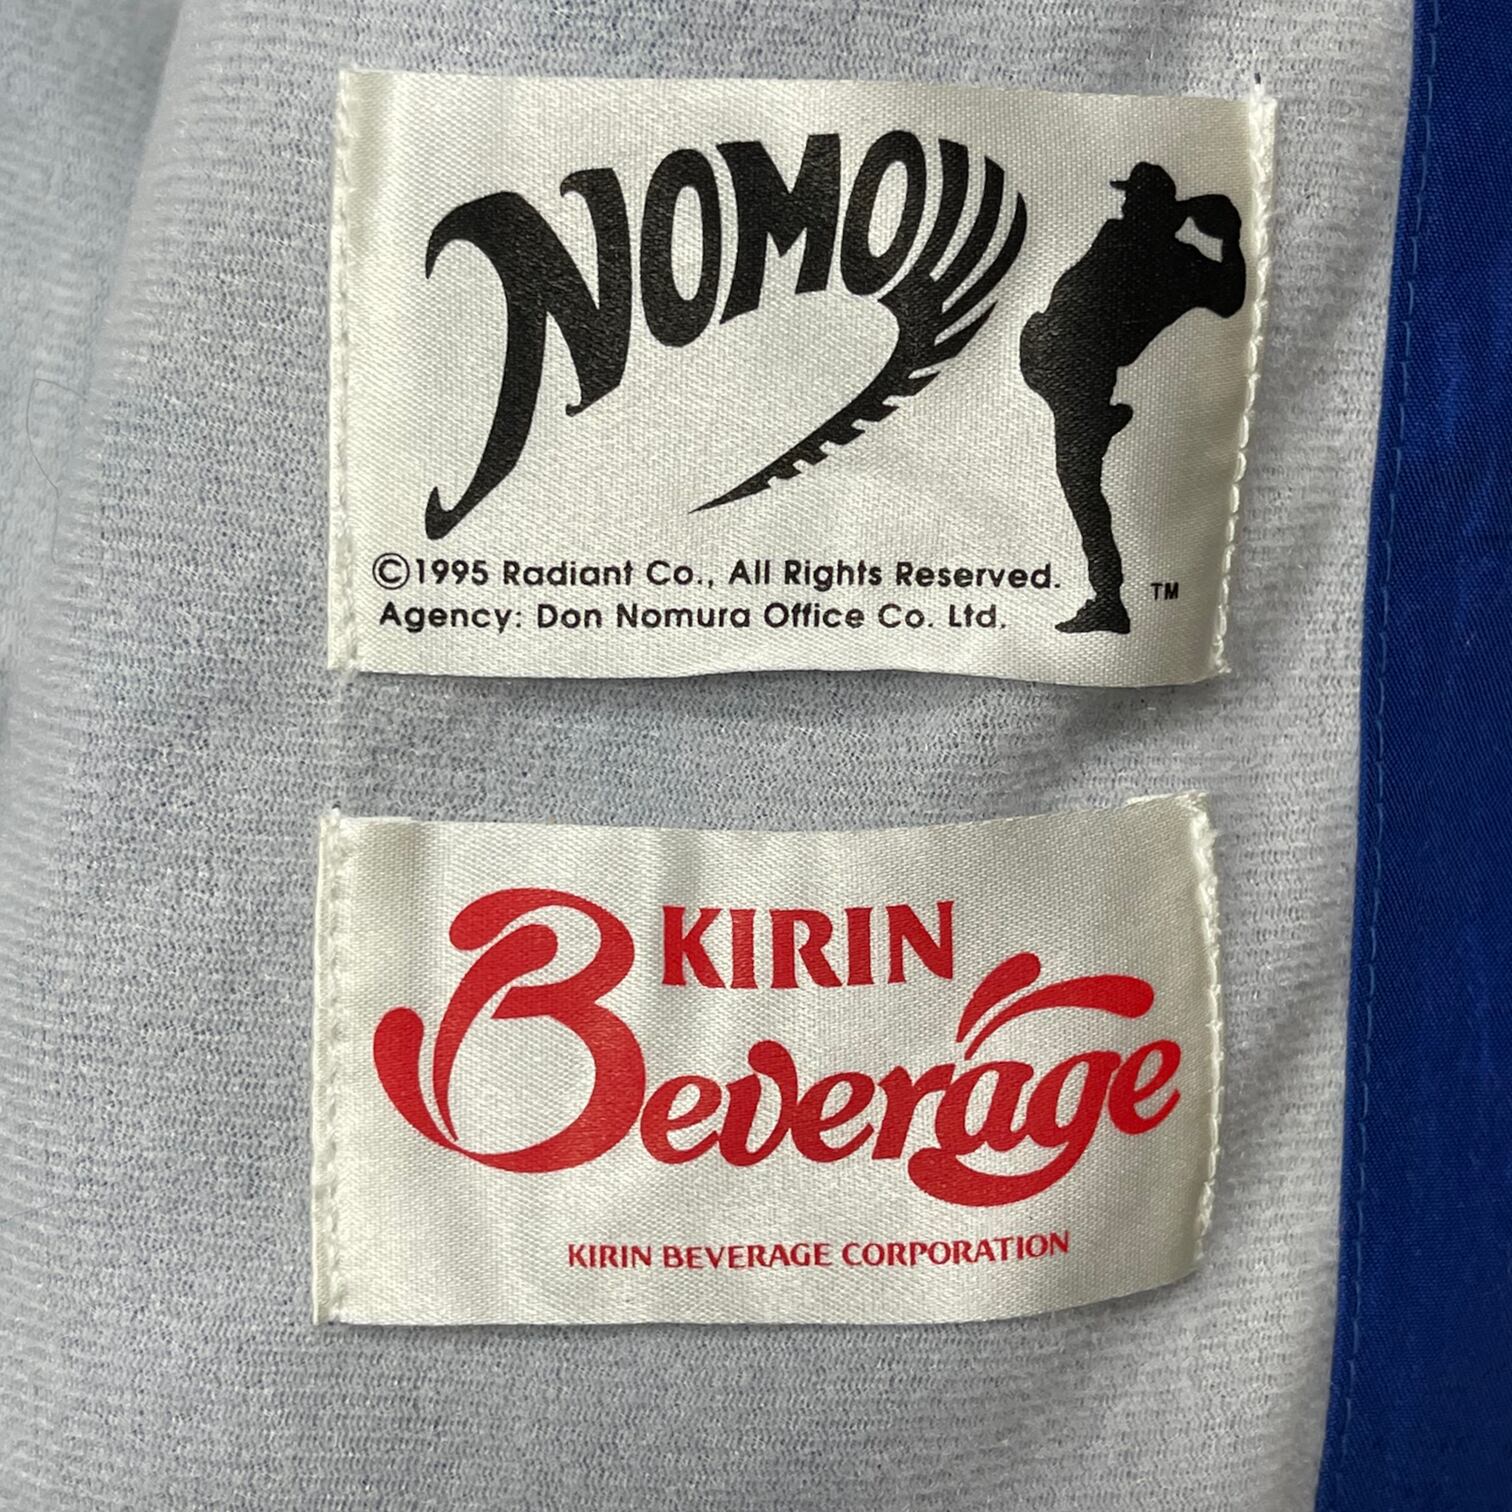 NOMO
©1995 Radiant Co., All Rights Reserved.
Agency: Don Nomura Office Co. Ltd.
TM
KIRIN
Beverage
KIRIN BEVERAGE CORPORATION